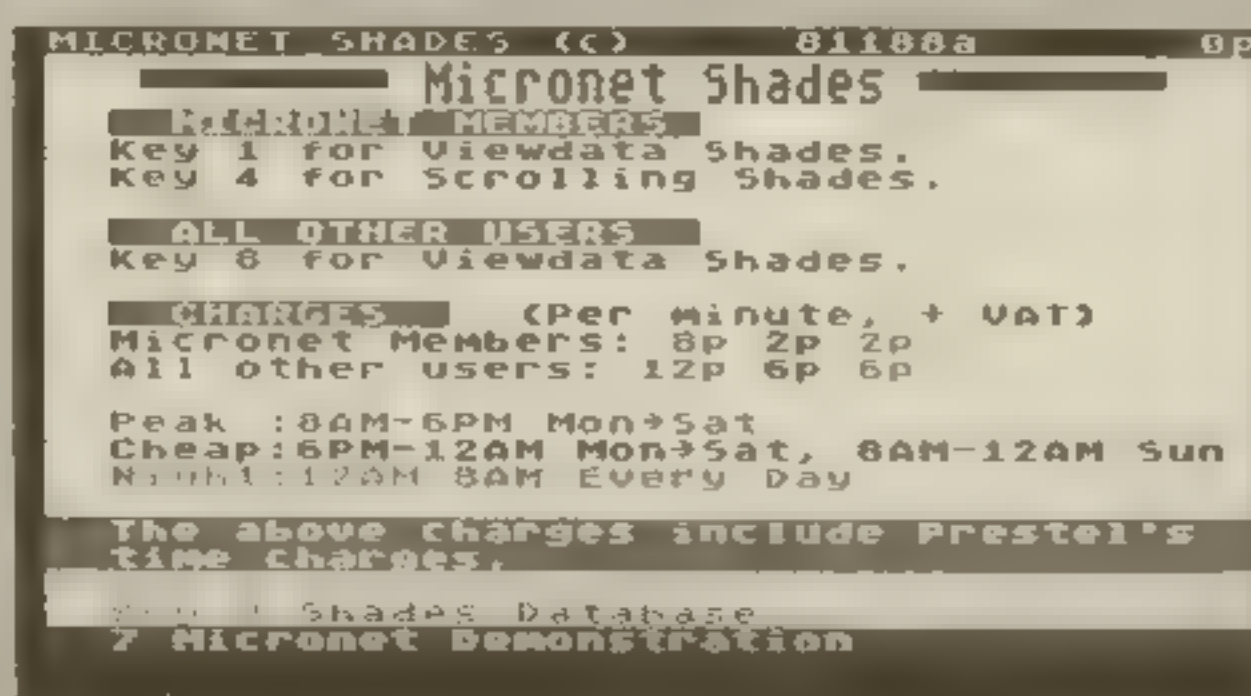 MICRONET SHADES (c) 81188a 0p
Micronet Shades
MICRONET MEMBERS
Key 1 for Viewdata Shades.
Key 4 for Scrolling Shades.
ALL OTHER USERS
Key 8 for Viewdata Shades.
CHARGES (Per minute, + VAT)
Micronet Members: 8p 2p 2p
All other users: 12p 6p 6p
Peak :8AM-6PM Mon→Sat
Cheap:6PM-12AM Mon→Sat, 8AM-12AM Sun
Night:12AM 8AM Every Day
The above charges include Prestel's
time charges.
Shades Database
7 Micronet Demonstration